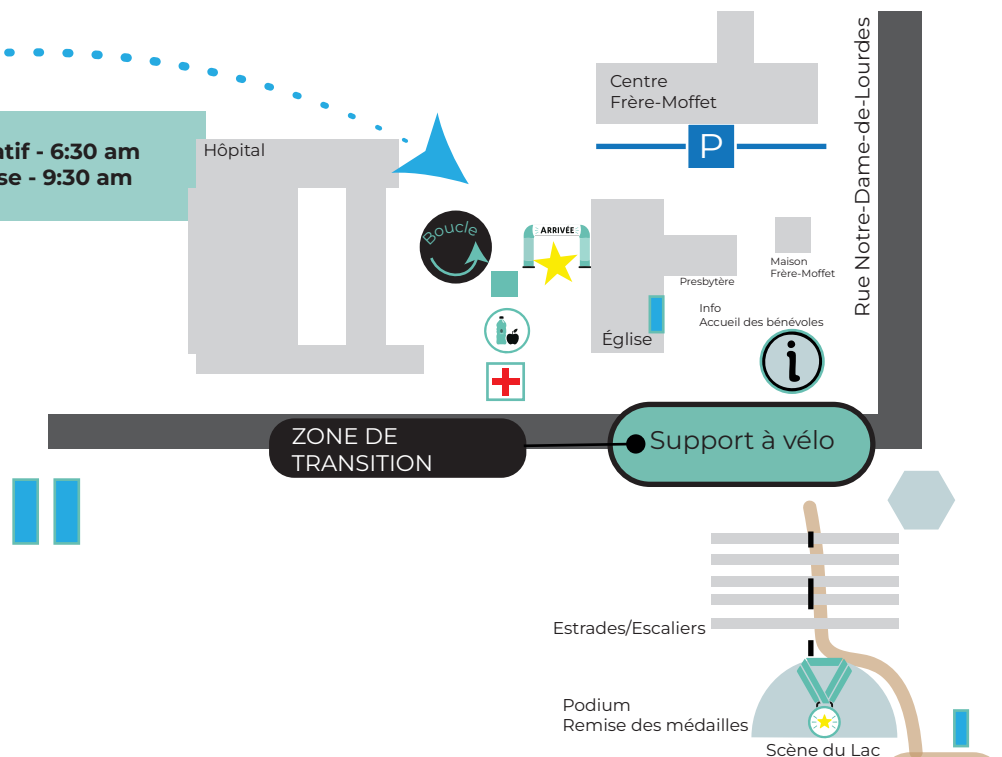 Centre
Frère-Moffet
P
Rue Notre-Dame-de-Lourdes
- 6:30 am
- 9:30 am
Hôpital
Boucle
ARRIVÉE
Maison
Frère-Moffet
Presbytère
Info
Accueil des bénévoles
i
Église
ZONE DE
TRANSITION
Support à vélo
Estrades/Escaliers
Podium
Remise des médailles
Scène du Lac